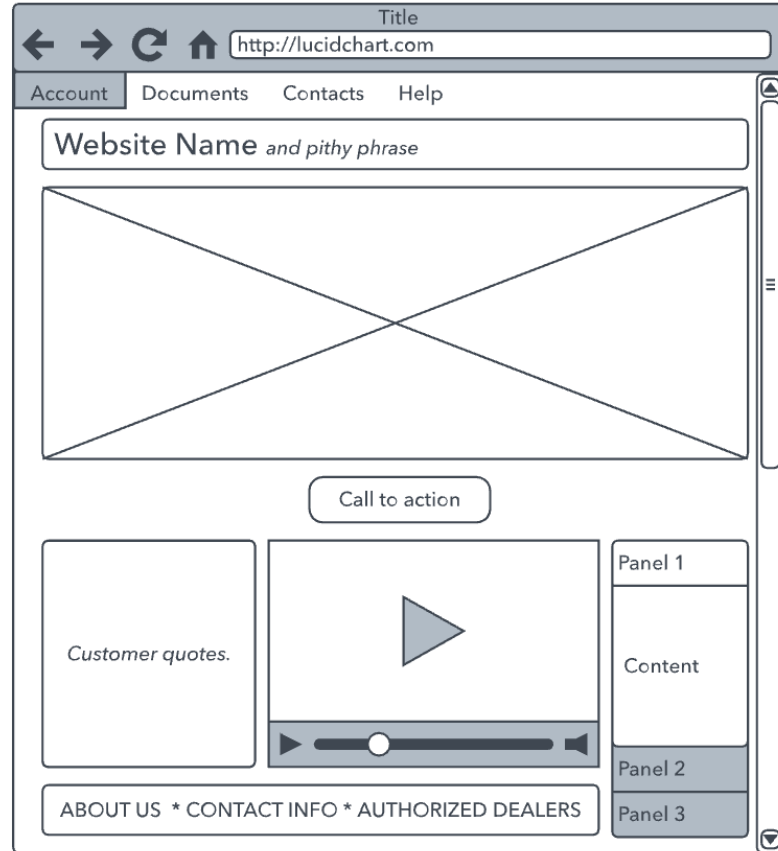 Title
http://lucidchart.com
Account Documents Contacts Help
Website Name and pithy phrase
Call to action
Customer quotes.
Panel 1
Content
Panel 2
Panel 3
ABOUT US * CONTACT INFO * AUTHORIZED DEALERS